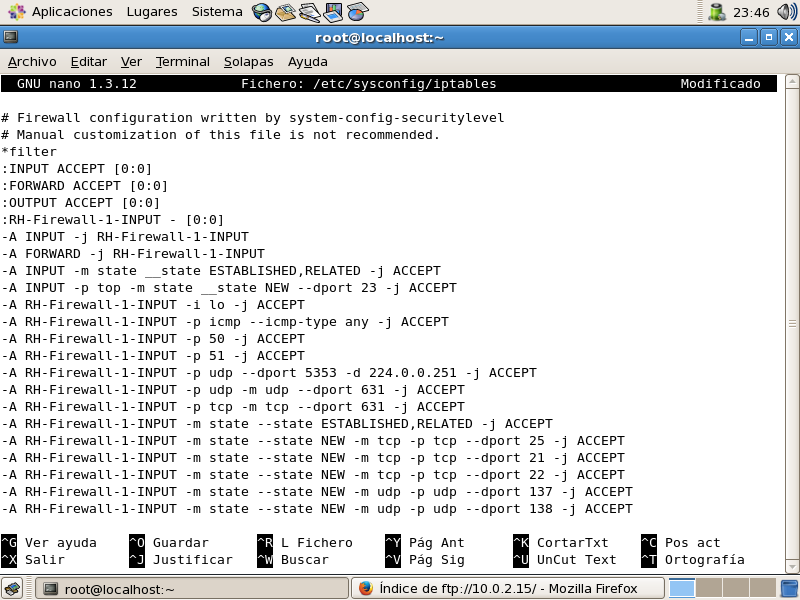 Aplicaciones Lugares Sistema 23:46
root@localhost:~
Archivo Editar Ver Terminal Solapas Ayuda
GNU nano 1.3.12 Fichero: /etc/sysconfig/iptables Modificado
# Firewall configuration written by system-config-securitylevel
# Manual customization of this file is not recommended.
*filter
:INPUT ACCEPT [0:0]
:FORWARD ACCEPT [0:0]
:OUTPUT ACCEPT [0:0]
:RH-Firewall-1-INPUT - [0:0]
-A INPUT -j RH-Firewall-1-INPUT
-A FORWARD -j RH-Firewall-1-INPUT
-A INPUT -m state __state ESTABLISHED,RELATED -j ACCEPT
-A INPUT -p top -m state __state NEW --dport 23 -j ACCEPT
-A RH-Firewall-1-INPUT -i lo -j ACCEPT
-A RH-Firewall-1-INPUT -p icmp --icmp-type any -j ACCEPT
-A RH-Firewall-1-INPUT -p 50 -j ACCEPT
-A RH-Firewall-1-INPUT -p 51 -j ACCEPT
-A RH-Firewall-1-INPUT -p udp --dport 5353 -d 224.0.0.251 -j ACCEPT
-A RH-Firewall-1-INPUT -p udp -m udp --dport 631 -j ACCEPT
-A RH-Firewall-1-INPUT -p tcp -m tcp --dport 631 -j ACCEPT
-A RH-Firewall-1-INPUT -m state --state ESTABLISHED,RELATED -j ACCEPT
-A RH-Firewall-1-INPUT -m state --state NEW -m tcp -p tcp --dport 25 -j ACCEPT
-A RH-Firewall-1-INPUT -m state --state NEW -m tcp -p tcp --dport 21 -j ACCEPT
-A RH-Firewall-1-INPUT -m state --state NEW -m tcp -p tcp --dport 22 -j ACCEPT
-A RH-Firewall-1-INPUT -m state --state NEW -m udp -p udp --dport 137 -j ACCEPT
-A RH-Firewall-1-INPUT -m state --state NEW -m udp -p udp --dport 138 -j ACCEPT
^G Ver ayuda ^O Guardar ^R L Fichero ^Y Pág Ant ^K CortarTxt ^C Pos act
^X Salir ^J Justificar ^W Buscar ^V Pág Sig ^U UnCut Text ^T Ortografía
root@localhost:~ Índice de ftp://10.0.2.15/ - Mozilla Firefox